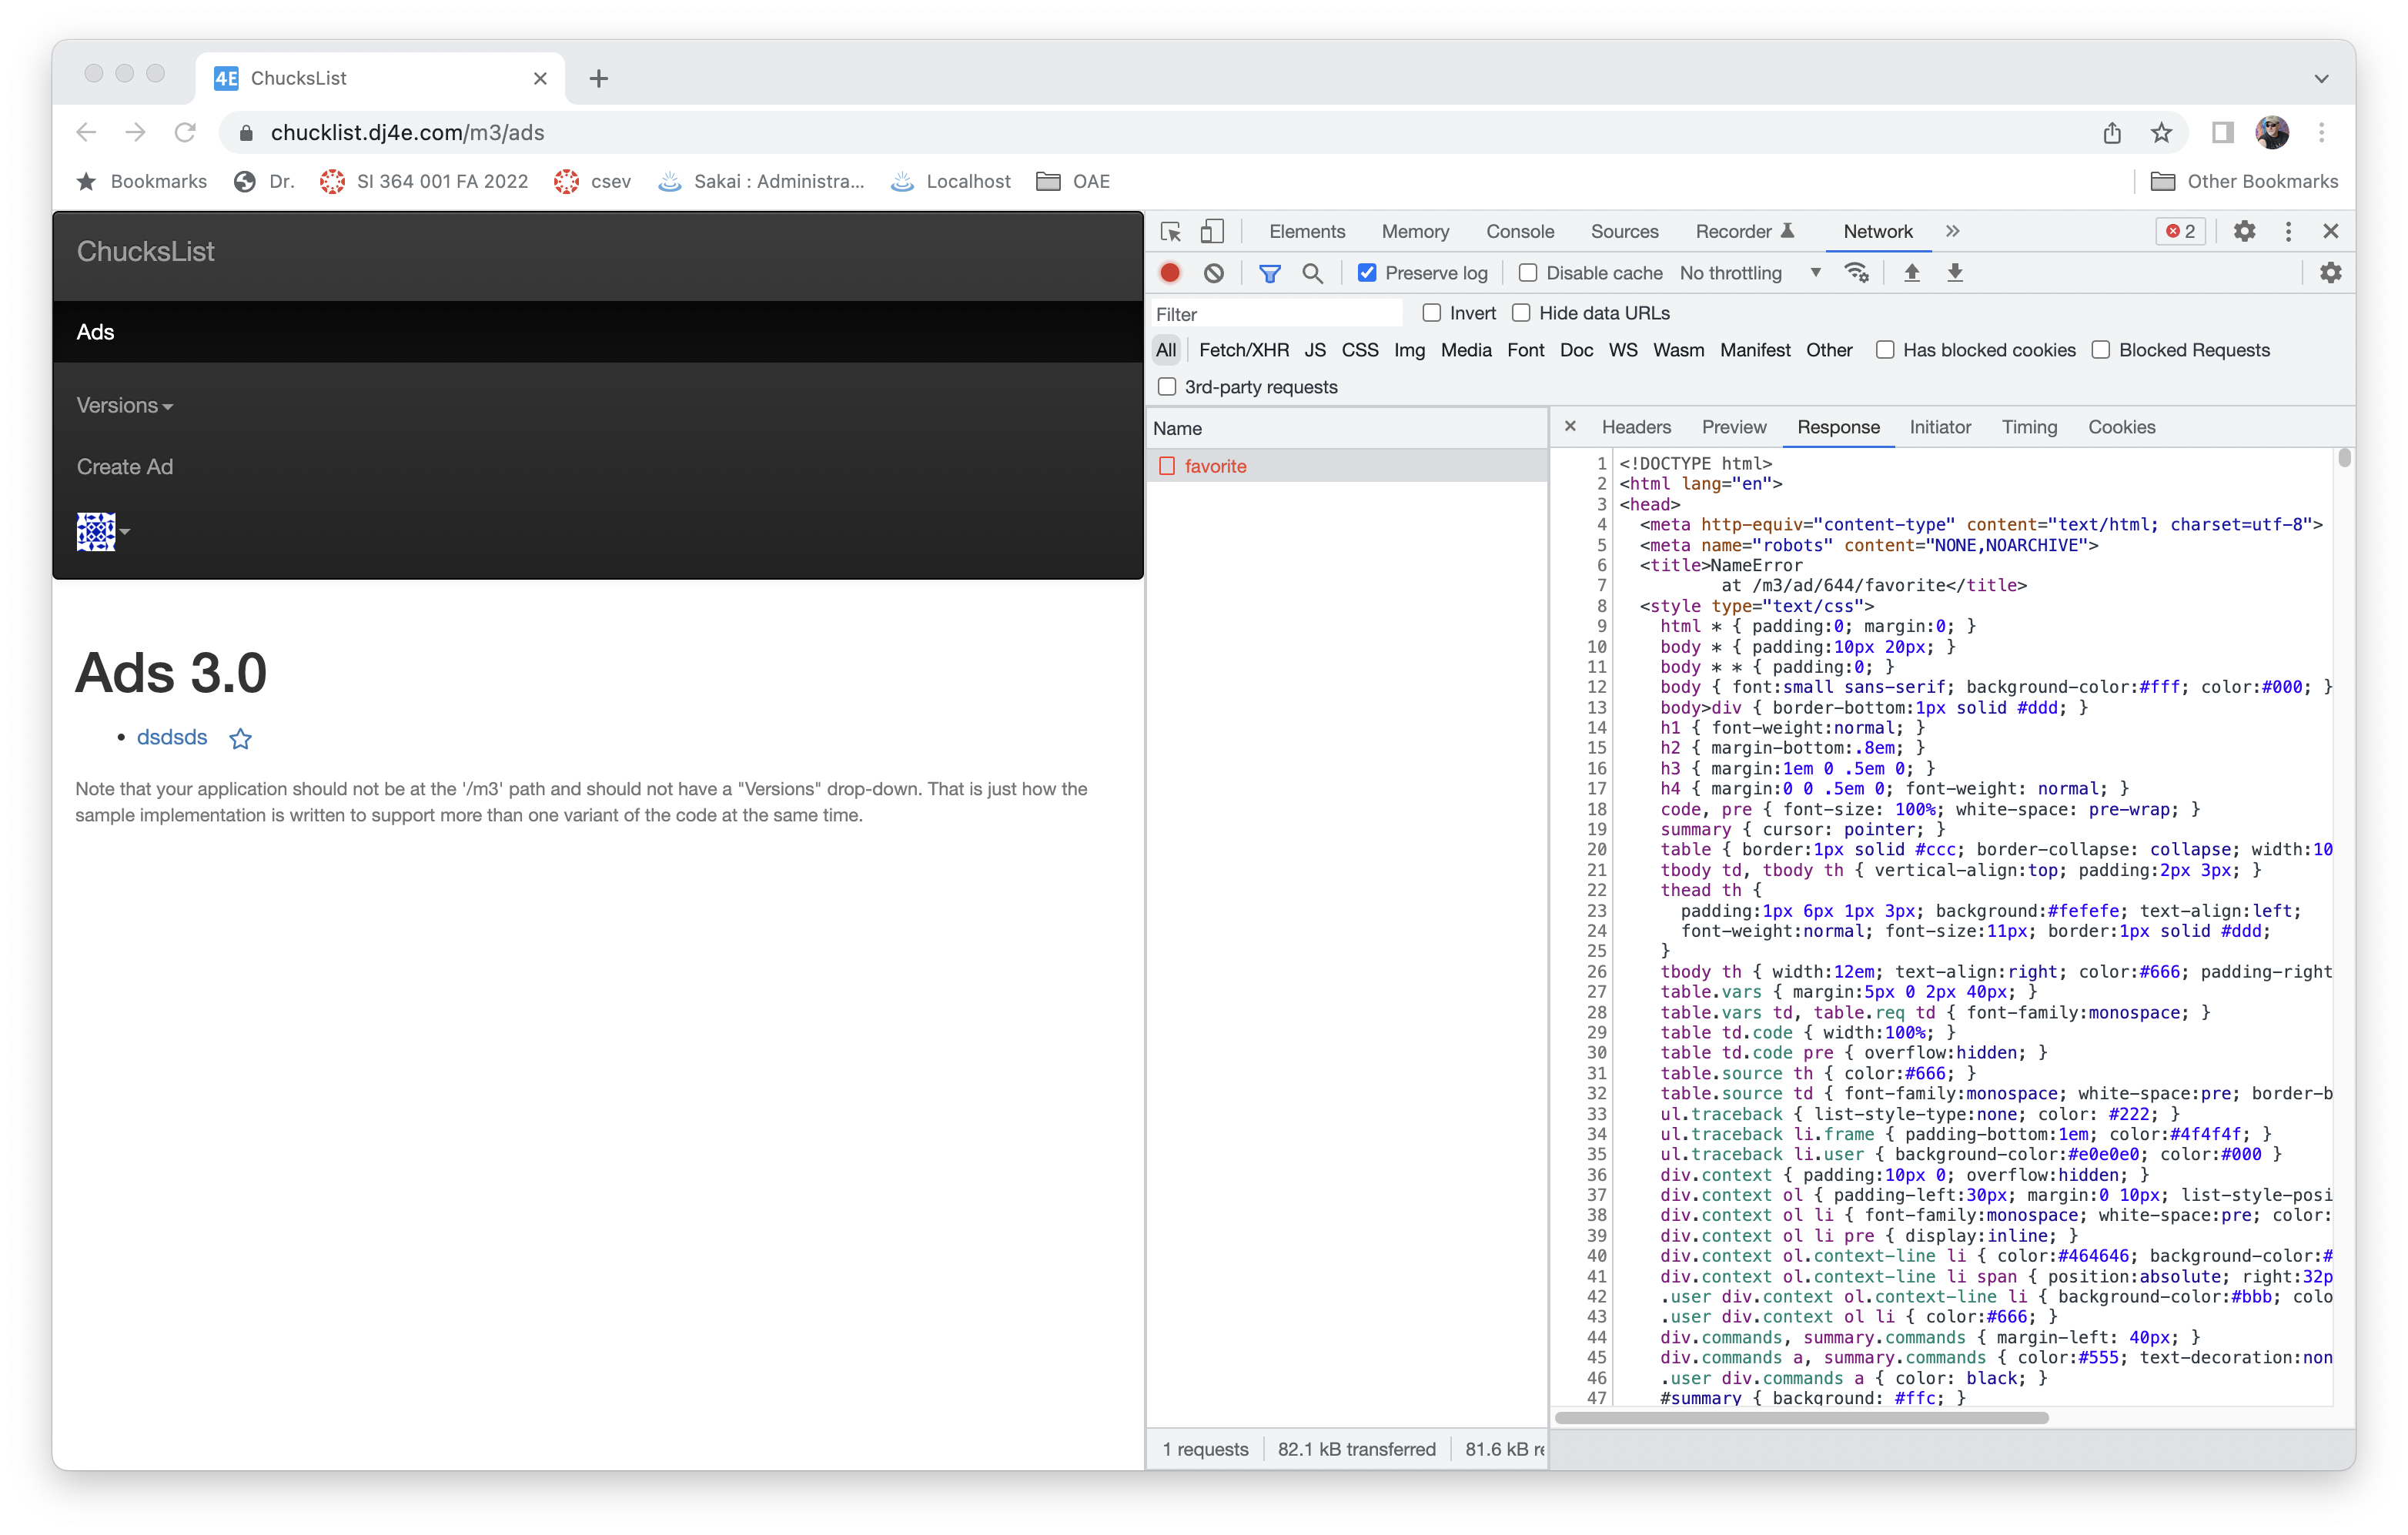 4E ChucksList
chucklist.dj4e.com/m3/ads
Bookmarks Dr. SI 364 001 FA 2022 csev Sakai : Administra... Localhost OAE Other Bookmarks
ChucksList
Ads
Versions
Create Ad
Ads 3.0
• dsdsds
Note that your application should not be at the '/m3' path and should not have a "Versions" drop-down. That is just how the
sample implementation is written to support more than one variant of the code at the same time.
Elements Memory Console Sources Recorder Network » 2
Preserve log Disable cache No throttling
Filter Invert Hide data URLs
All Fetch/XHR JS CSS Img Media Font Doc WS Wasm Manifest Other Has blocked cookies Blocked Requests
3rd-party requests
Name
favorite
1 requests 82.1 kB transferred 81.6 kB re
Headers Preview Response Initiator Timing Cookies
1 <!DOCTYPE html>
2 <html lang="en">
3 <head>
4 <meta http-equiv="content-type" content="text/html; charset=utf-8">
5 <meta name="robots" content="NONE,NOARCHIVE">
6 <title>NameError
7 at /m3/ad/644/favorite</title>
8 <style type="text/css">
9 html * { padding:0; margin:0; }
10 body * { padding:10px 20px; }
11 body * * { padding:0; }
12 body { font:small sans-serif; background-color:#fff; color:#000; }
13 body>div { border-bottom:1px solid #ddd; }
14 h1 { font-weight:normal; }
15 h2 { margin-bottom:.8em; }
16 h3 { margin:1em 0 .5em 0; }
17 h4 { margin:0 0 .5em 0; font-weight: normal; }
18 code, pre { font-size: 100%; white-space: pre-wrap; }
19 summary { cursor: pointer; }
20 table { border:1px solid #ccc; border-collapse: collapse; width:10
21 tbody td, tbody th { vertical-align:top; padding:2px 3px; }
22 thead th {
23 padding:1px 6px 1px 3px; background:#fefefe; text-align:left;
24 font-weight:normal; font-size:11px; border:1px solid #ddd;
25 }
26 tbody th { width:12em; text-align:right; color:#666; padding-right
27 table.vars { margin:5px 0 2px 40px; }
28 table.vars td, table.req td { font-family:monospace; }
29 table td.code { width:100%; }
30 table td.code pre { overflow:hidden; }
31 table.source th { color:#666; }
32 table.source td { font-family:monospace; white-space:pre; border-b
33 ul.traceback { list-style-type:none; color: #222; }
34 ul.traceback li.frame { padding-bottom:1em; color:#4f4f4f; }
35 ul.traceback li.user { background-color:#e0e0e0; color:#000 }
36 div.context { padding:10px 0; overflow:hidden; }
37 div.context ol { padding-left:30px; margin:0 10px; list-style-posi
38 div.context ol li { font-family:monospace; white-space:pre; color:
39 div.context ol li pre { display:inline; }
40 div.context ol.context-line li { color:#464646; background-color:#
41 div.context ol.context-line li span { position:absolute; right:32p
42 .user div.context ol.context-line li { background-color:#bbb; colo
43 .user div.context ol li { color:#666; }
44 div.commands, summary.commands { margin-left: 40px; }
45 div.commands a, summary.commands { color:#555; text-decoration:non
46 .user div.commands a { color: black; }
47 #summary { background: #ffc; }